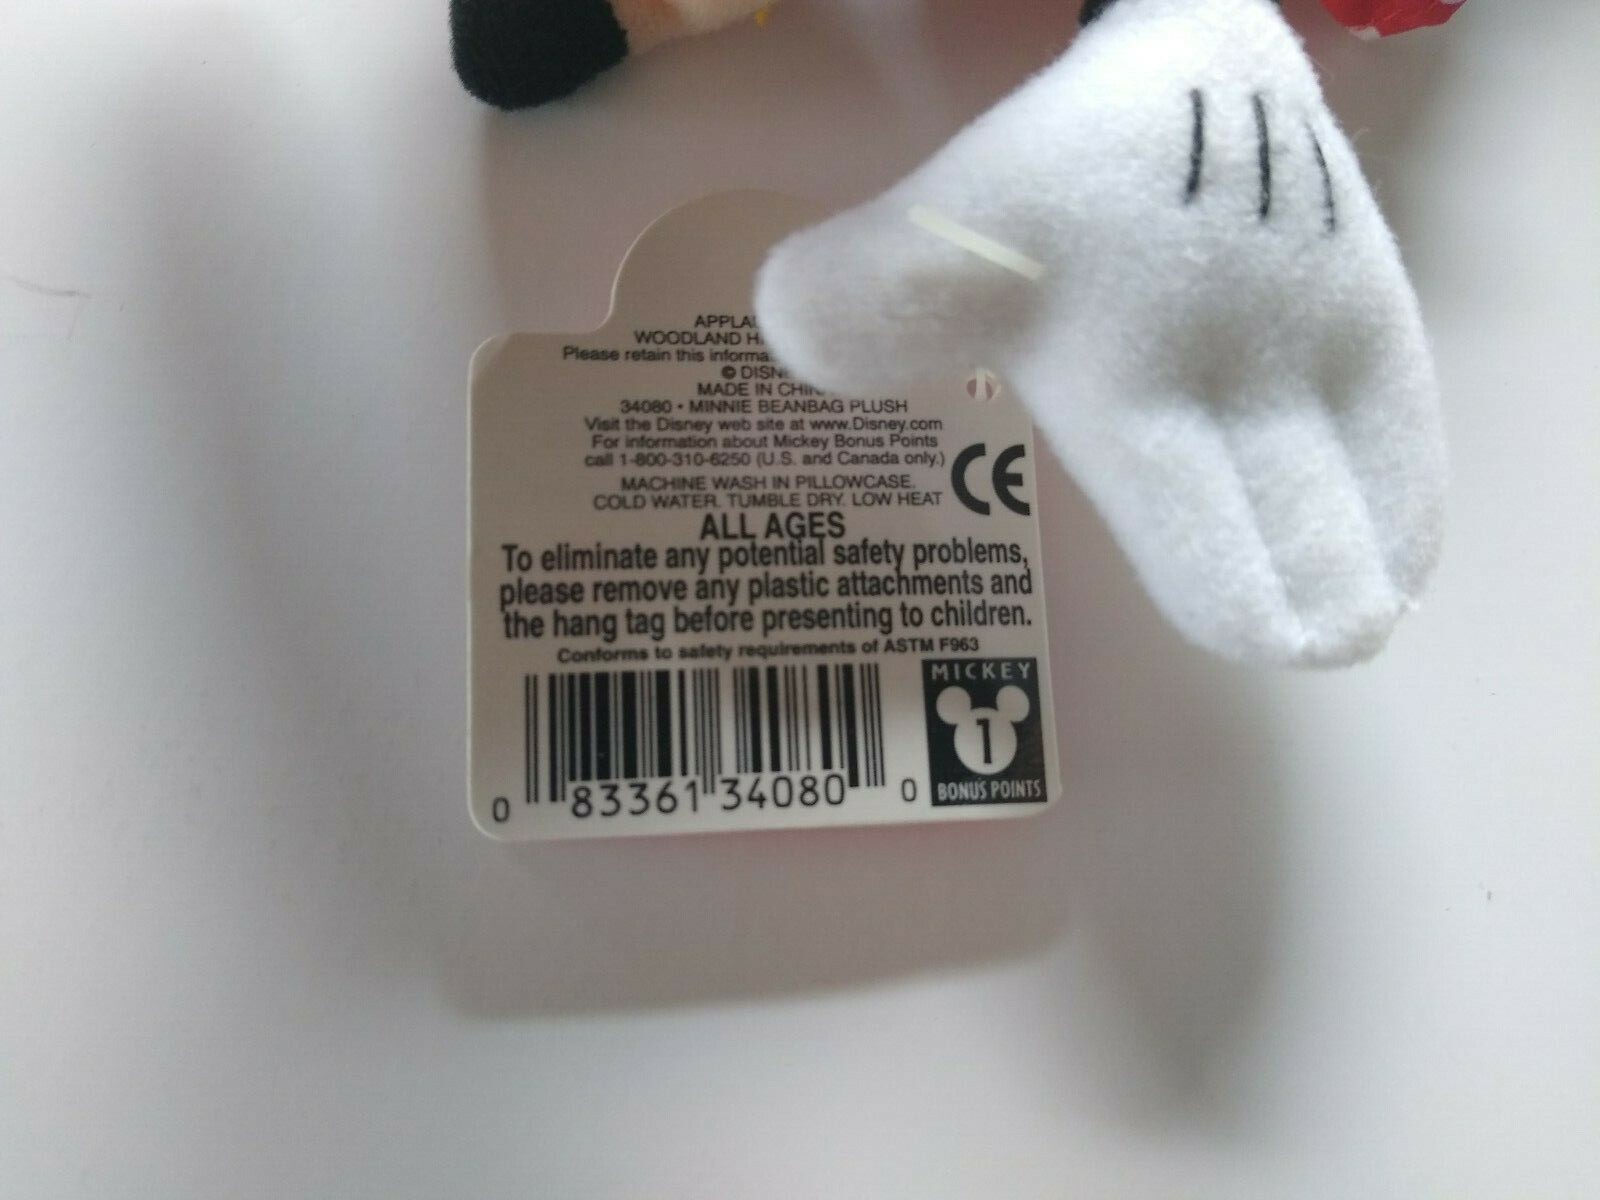 WOODLAND
Please retain this
©
MADE IN
34080 • MINNIE BEANBAG PLUSH
Visit the Disney web site at www.Disney.com
For information about Mickey Bonus Points
call 1-800-310-6250 (U.S. and Canada only.)
MACHINE WASH IN PILLOWCASE.
COLD WATER. TUMBLE DRY. LOW HEAT
CE
ALL AGES
To eliminate any potential safety problems,
please remove any plastic attachments and
the hang tag before presenting to children.
Conforms to safety requirements of ASTM F963
MICKEY
1
BONUS POINTS
0 83361 34080 0